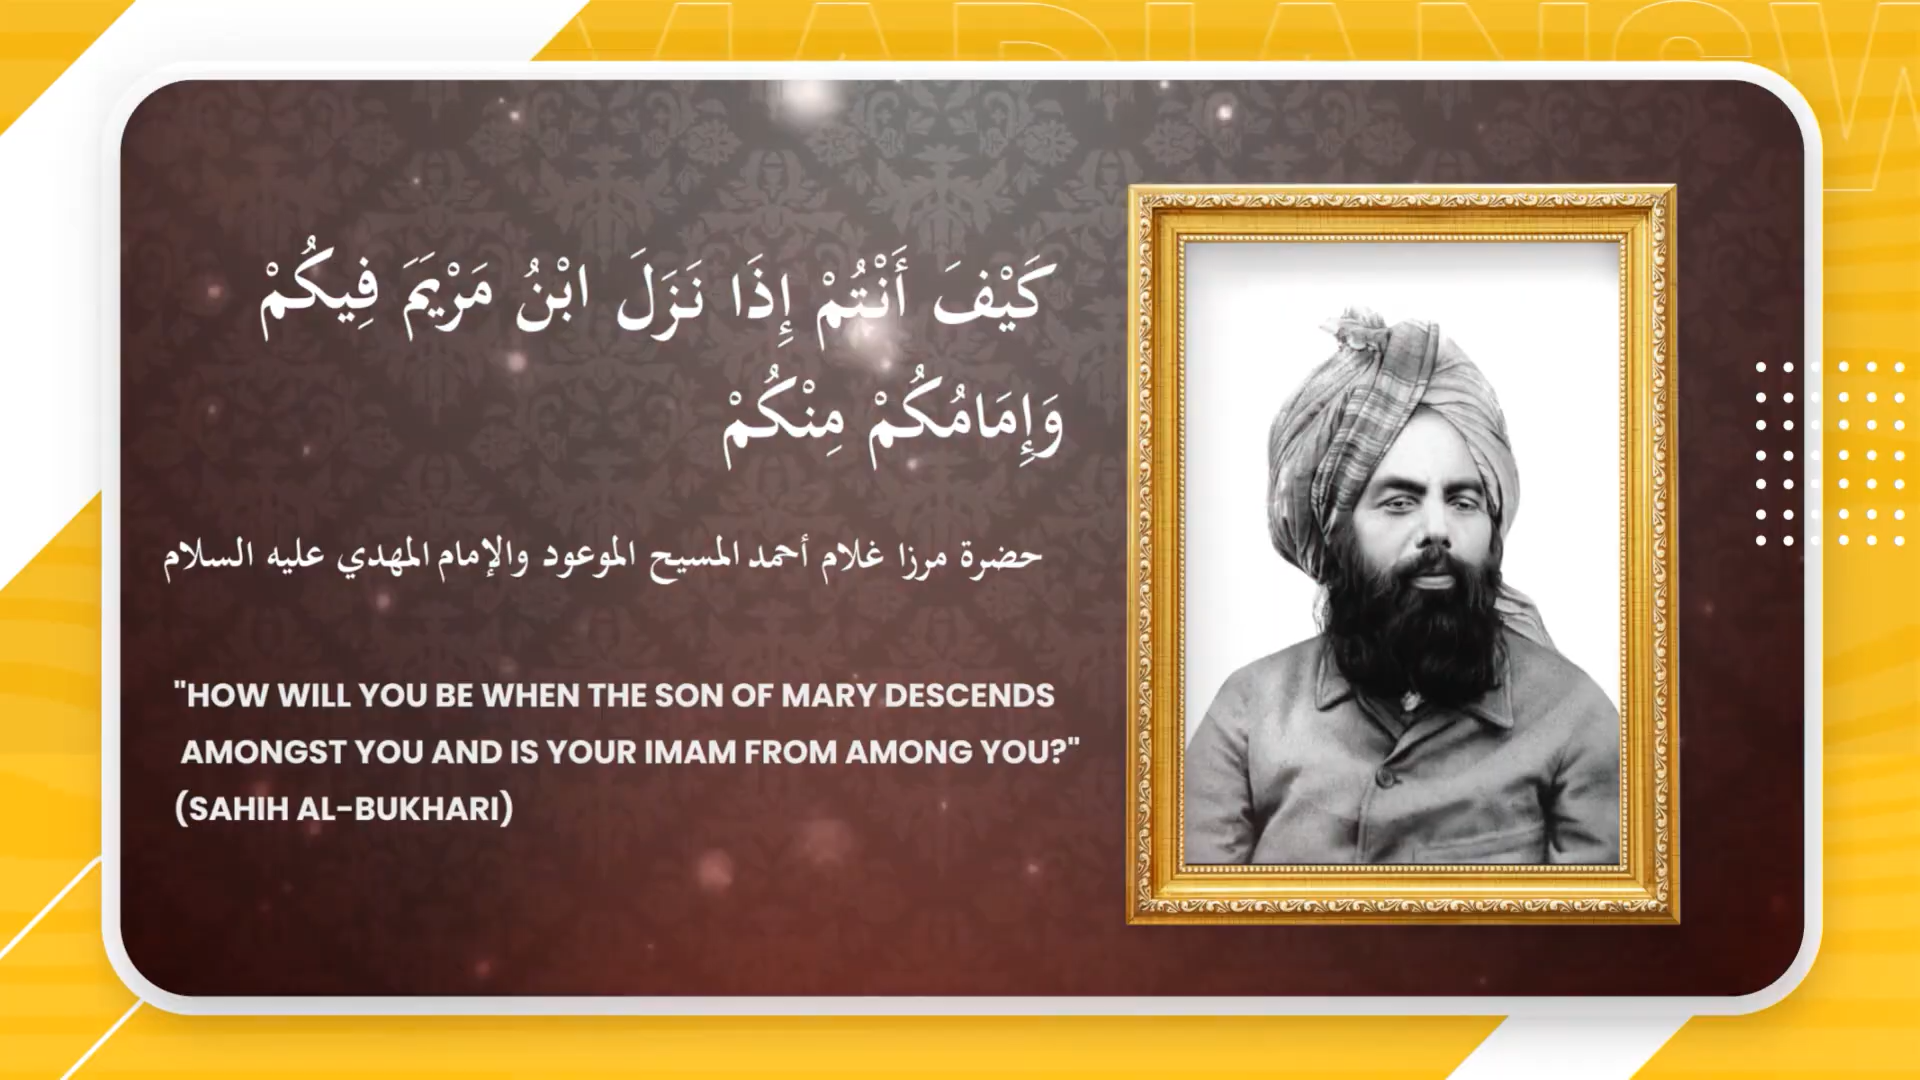 كَيْفَ أَنْتُمْ إِذَا نَزَلَ ابْنُ مَرْيَمَ فِيكُمْ
وَإِمَامُكُمْ مِنْكُمْ
حضرة مرزا غلام أحمد المسيح الموعود والإمام المهدي عليه السلام
"HOW WILL YOU BE WHEN THE SON OF MARY DESCENDS
AMONGST YOU AND IS YOUR IMAM FROM AMONG YOU?"
(SAHIH AL-BUKHARI)